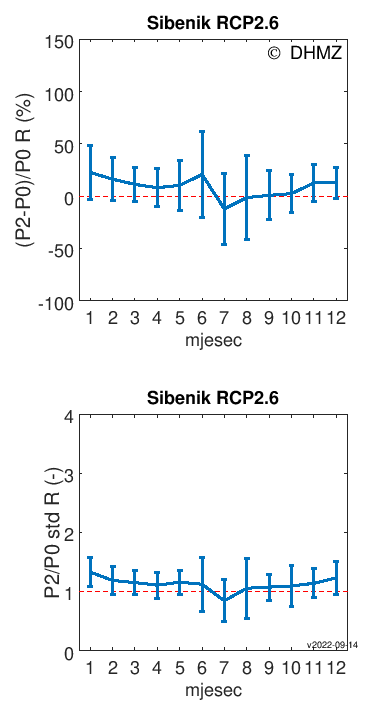 Sibenik RCP2.6
© DHMZ
(P2-P0)/P0 R (%)
150
100
50
0
-50
-100
1 2 3 4 5 6 7 8 9 10 11 12
mjesec
Sibenik RCP2.6
P2/P0 std R (-)
4
3
2
1
0
v2022-09-14
1 2 3 4 5 6 7 8 9 10 11 12
mjesec